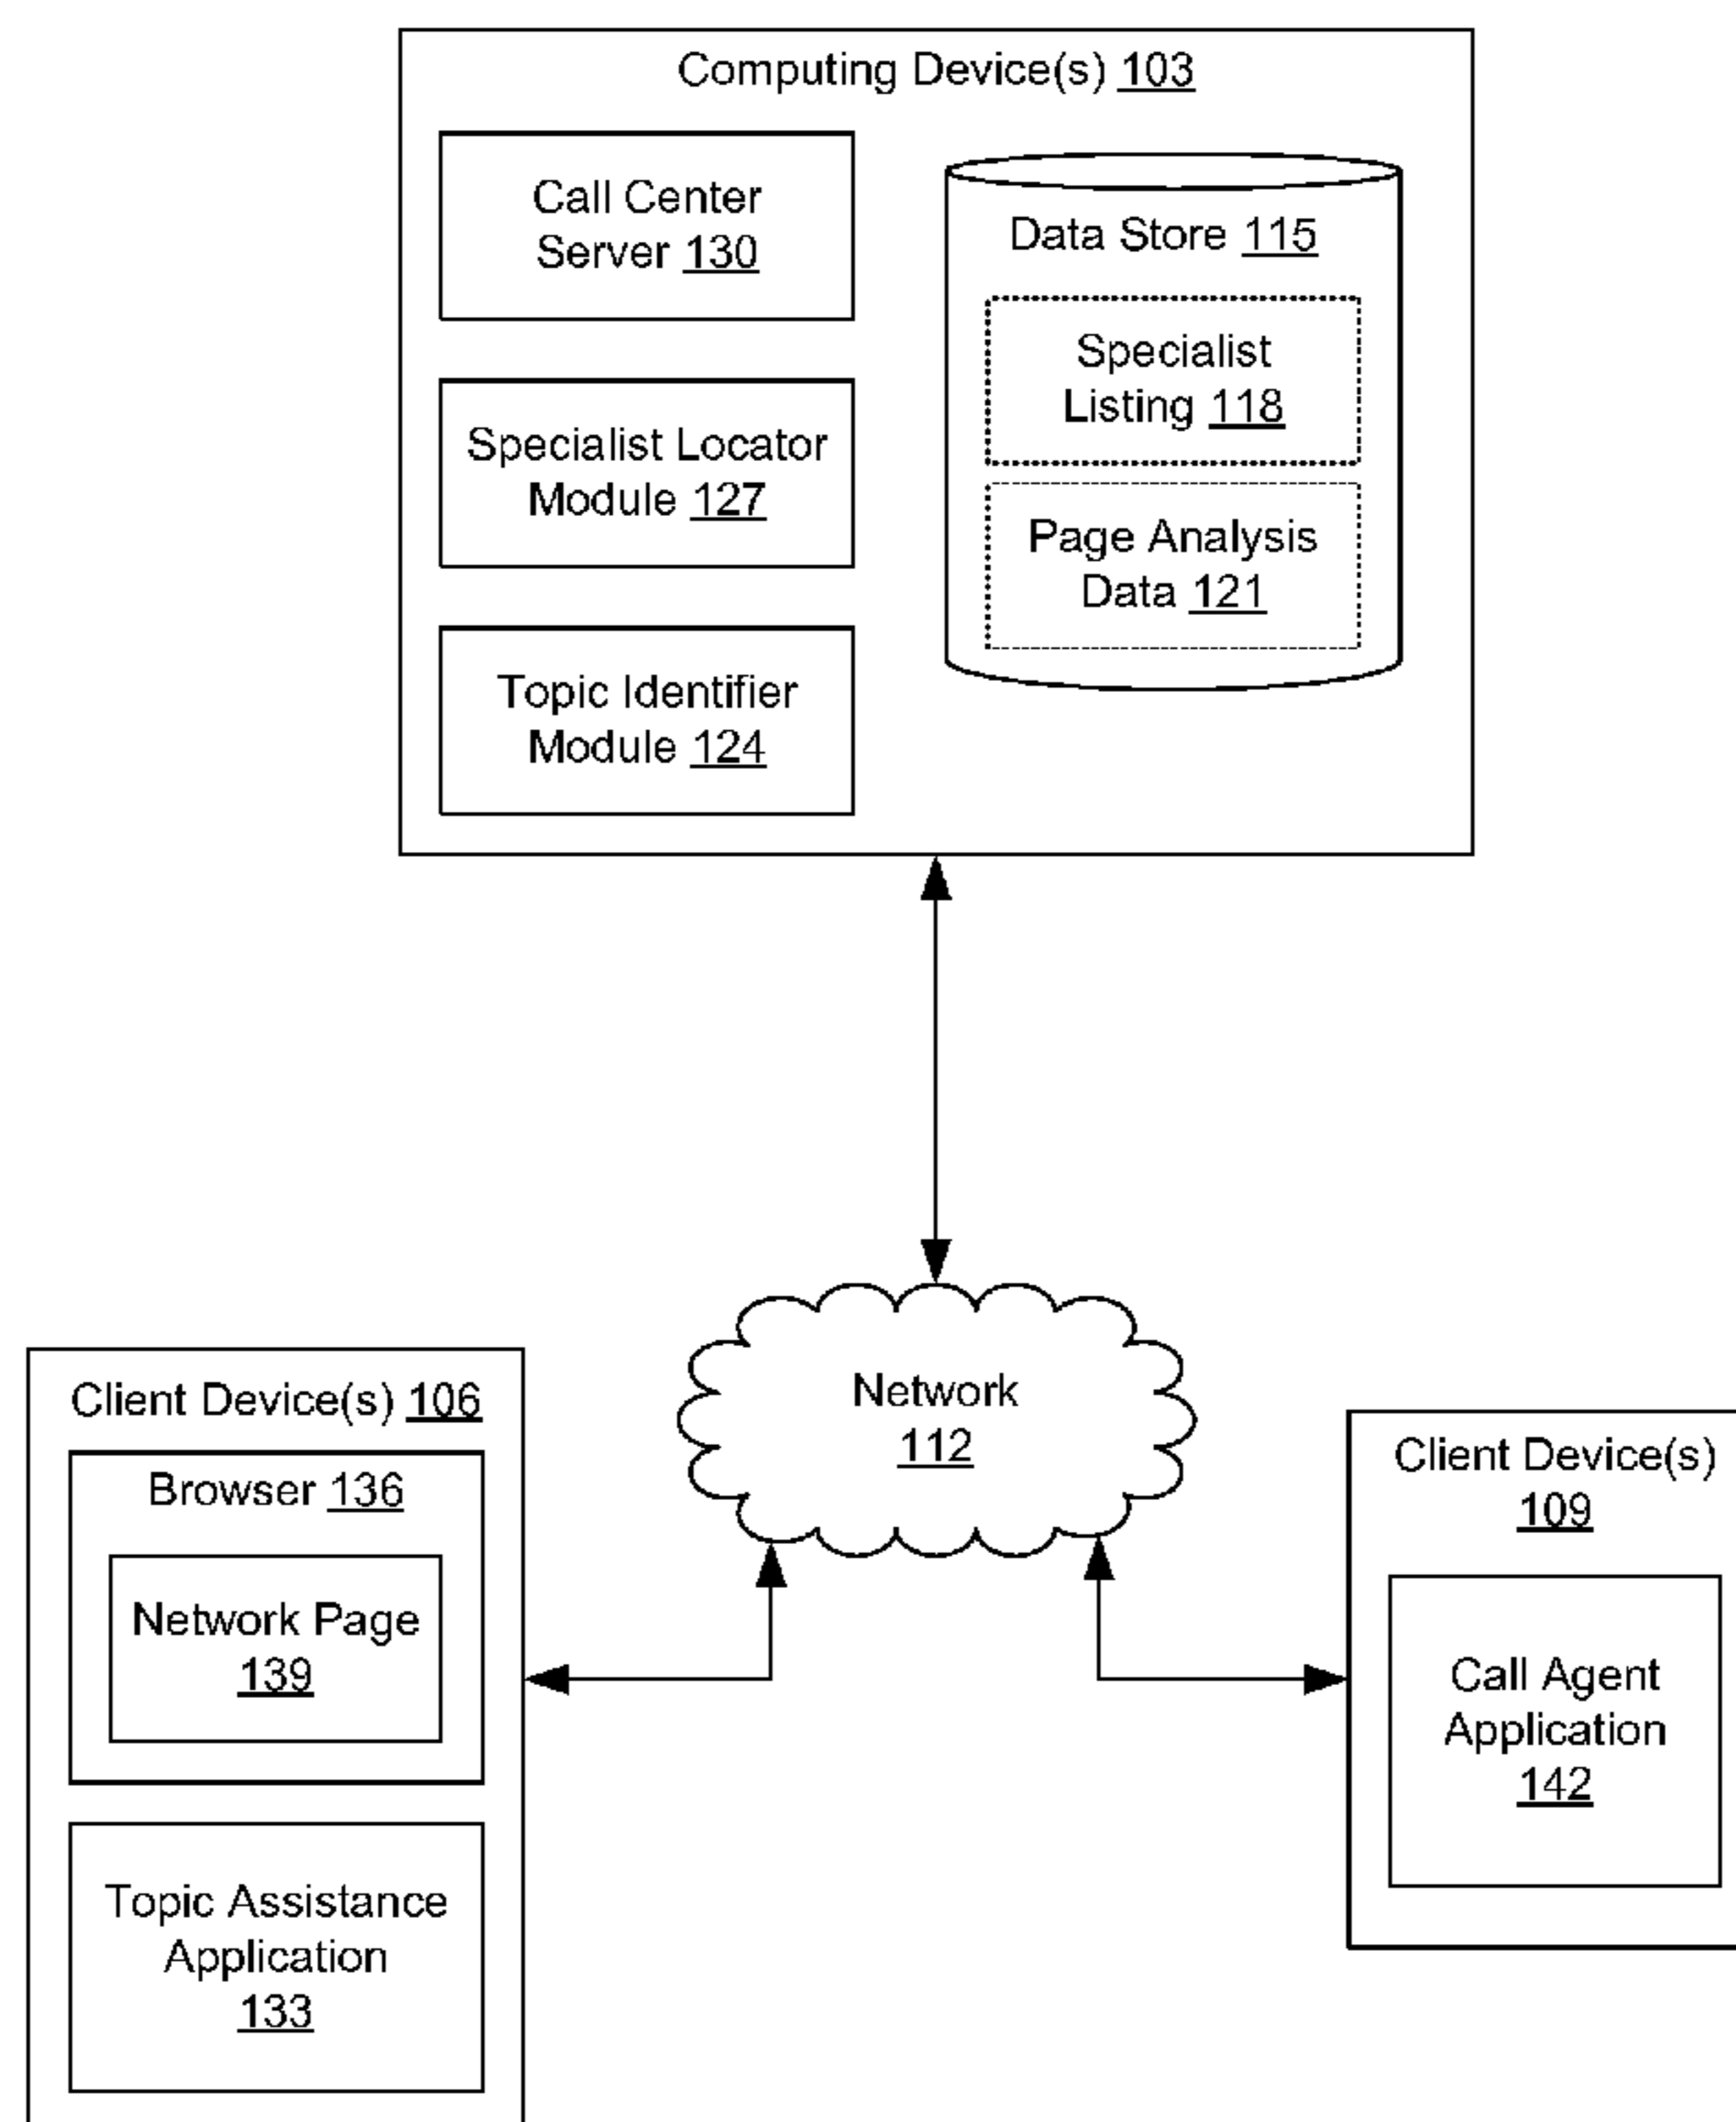 Computing Device(s) 103
Call Center
Server 130
Specialist Locator
Module 127
Topic Identifier
Module 124
Data Store 115
Specialist
Listing 118
Page Analysis
Data 121
Network
112
Client Device(s) 106
Browser 136
Network Page
139
Topic Assistance
Application
133
Client Device(s)
109
Call Agent
Application
142